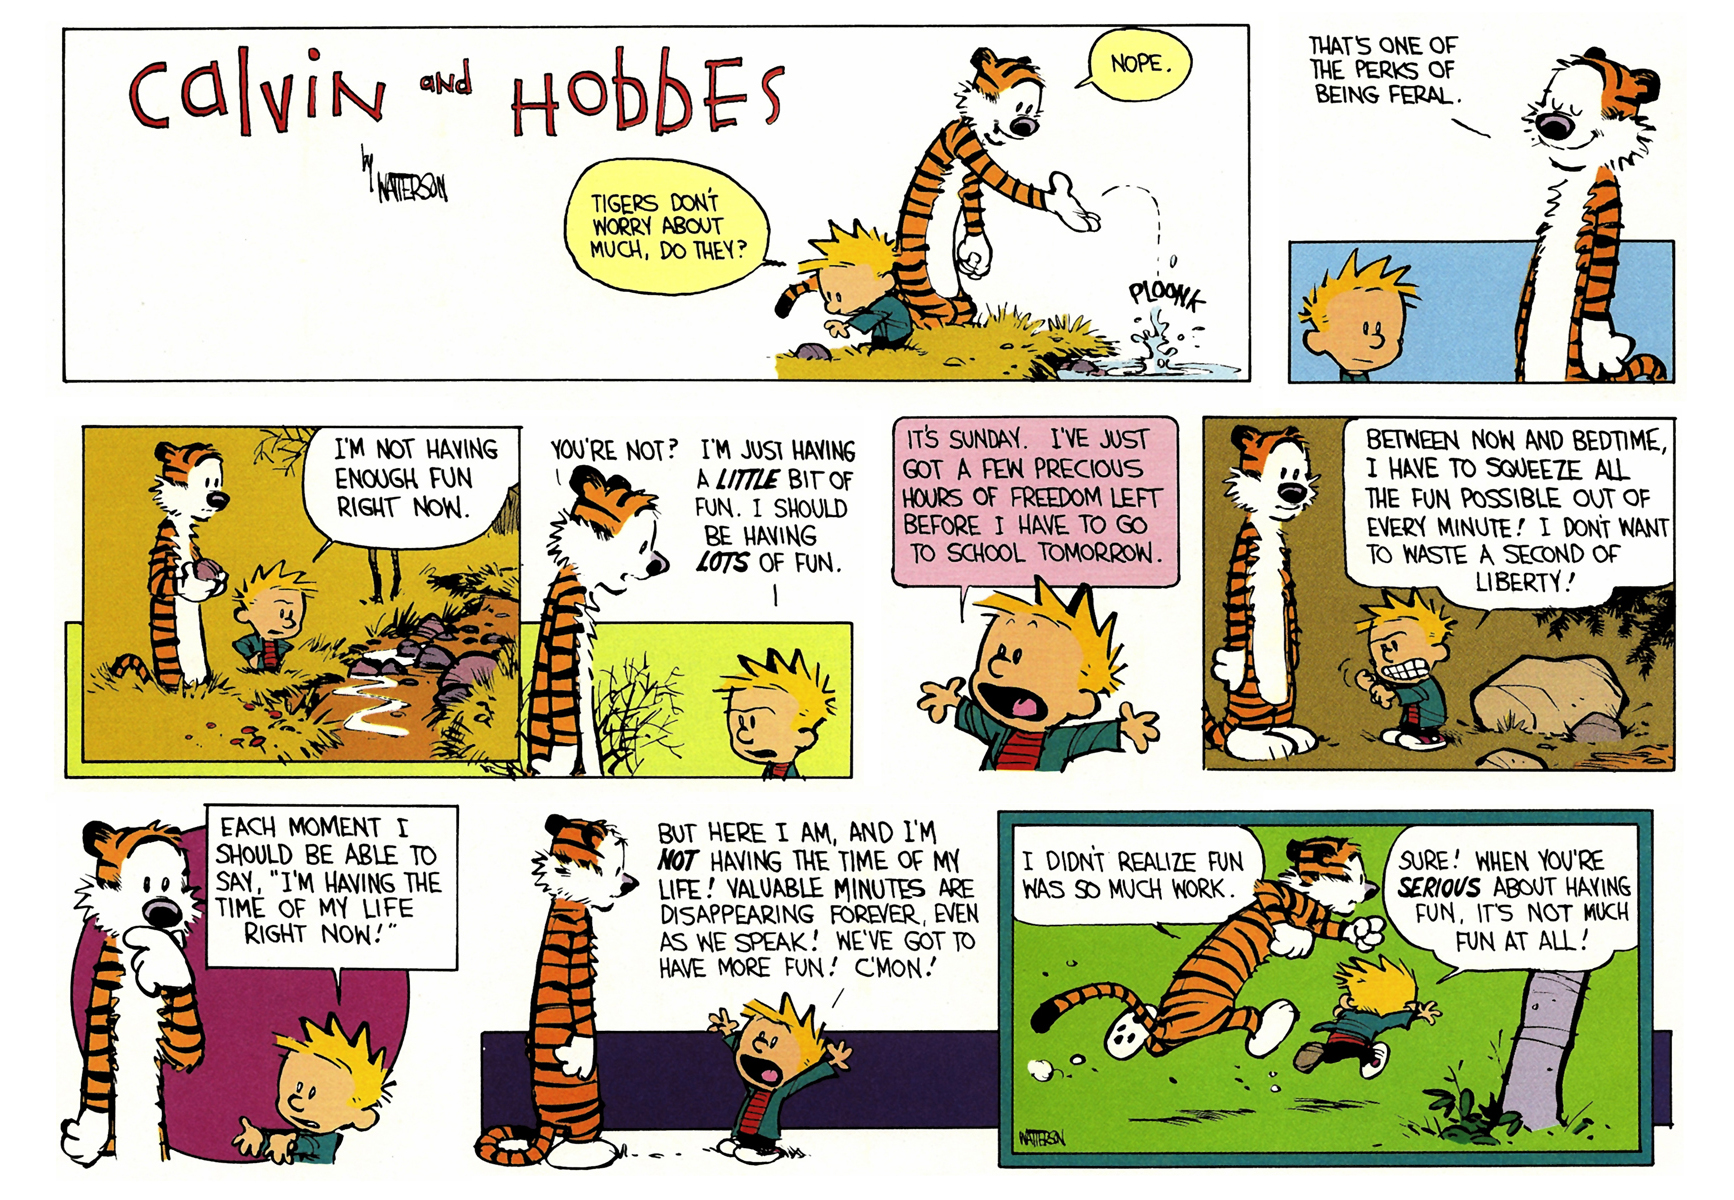 CALVIN and HOBBES
by WATTERSON
TIGERS DON'T
WORRY ABOUT
MUCH, DO THEY?
NOPE.
PLOONK
THAT'S ONE OF
THE PERKS OF
BEING FERAL.
I'M NOT HAVING
ENOUGH FUN
RIGHT NOW.
YOU'RE NOT?
I'M JUST HAVING
A LITTLE BIT OF
FUN. I SHOULD
BE HAVING
LOTS OF FUN.
IT'S SUNDAY. I'VE JUST
GOT A FEW PRECIOUS
HOURS OF FREEDOM LEFT
BEFORE I HAVE TO GO
TO SCHOOL TOMORROW.
BETWEEN NOW AND BEDTIME,
I HAVE TO SQUEEZE ALL
THE FUN POSSIBLE OUT OF
EVERY MINUTE! I DON'T WANT
TO WASTE A SECOND OF
LIBERTY!
EACH MOMENT I
SHOULD BE ABLE TO
SAY, "I'M HAVING THE
TIME OF MY LIFE
RIGHT NOW!"
BUT HERE I AM, AND I'M
NOT HAVING THE TIME OF MY
LIFE! VALUABLE MINUTES ARE
DISAPPEARING FOREVER, EVEN
AS WE SPEAK! WE'VE GOT TO
HAVE MORE FUN! C'MON!
I DIDN'T REALIZE FUN
WAS SO MUCH WORK.
SURE! WHEN YOU'RE
SERIOUS ABOUT HAVING
FUN, IT'S NOT MUCH
FUN AT ALL!
WATTERSON